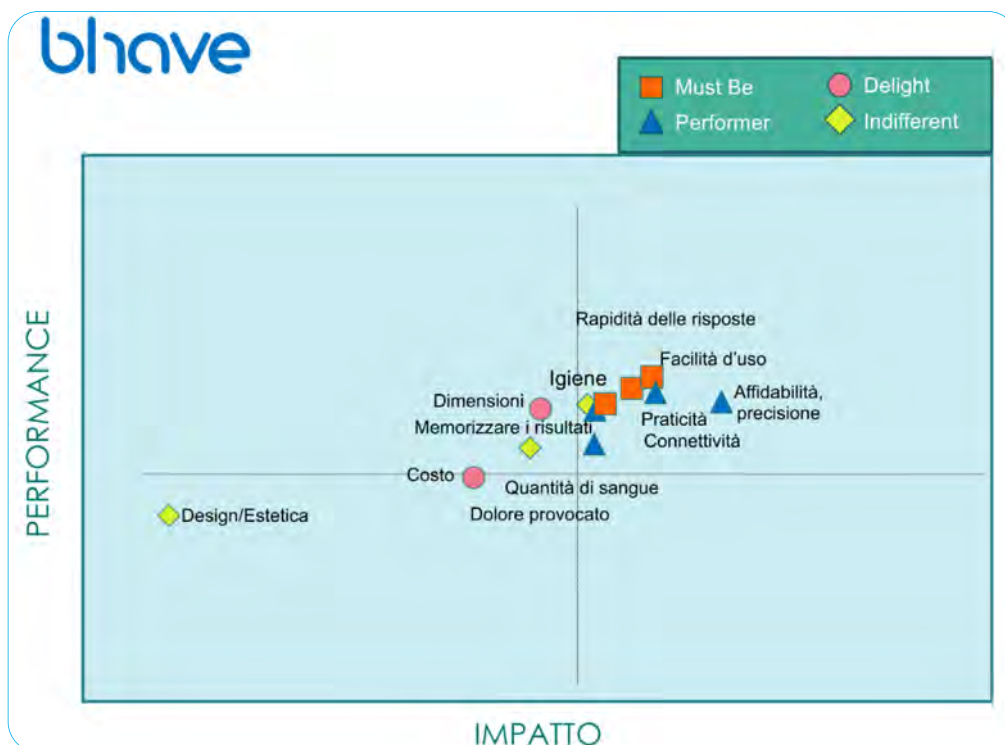 bhave
Must Be
Delight
Performer
Indifferent
PERFORMANCE
Rapidità delle risposte
Facilità d'uso
Igiene
Affidabilità,
precisione
Dimensioni
Praticità
Memorizzare i risultati
Connettività
Costo
Quantità di sangue
Dolore provocato
Design/Estetica
IMPATTO